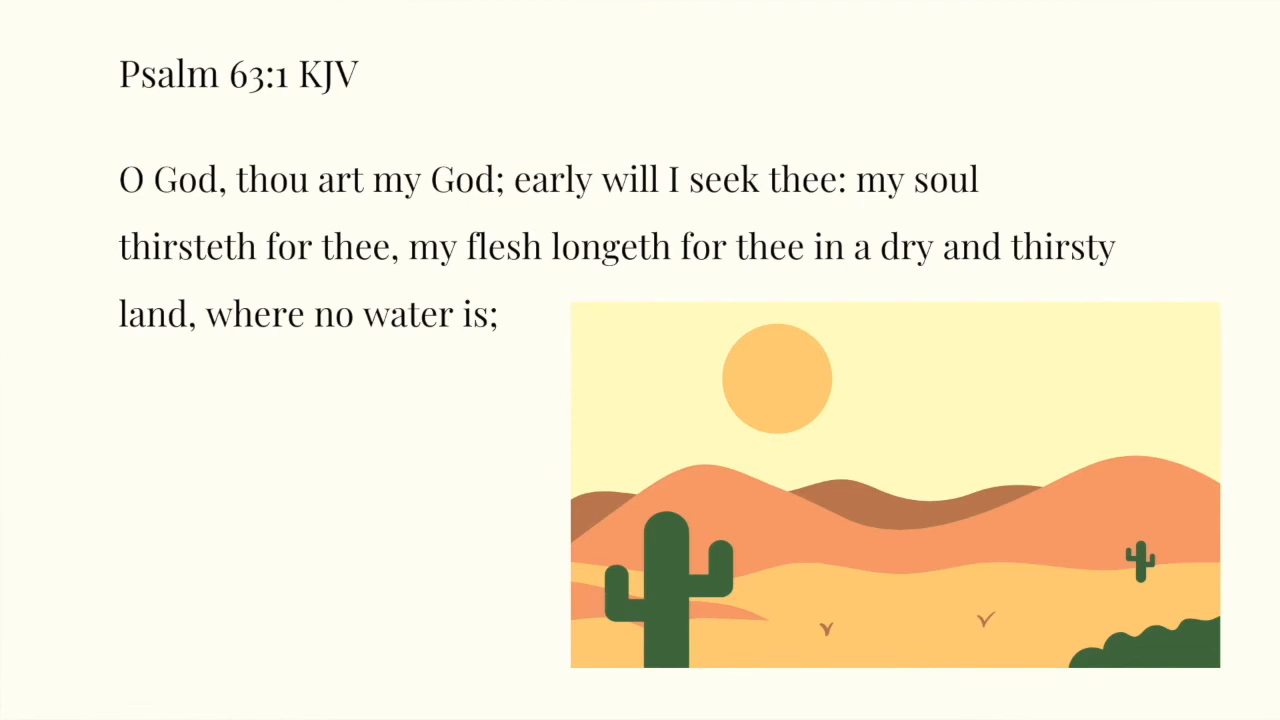 Psalm 63:1 KJV
O God, thou art my God; early will I seek thee: my soul
thirsteth for thee, my flesh longeth for thee in a dry and thirsty
land, where no water is;